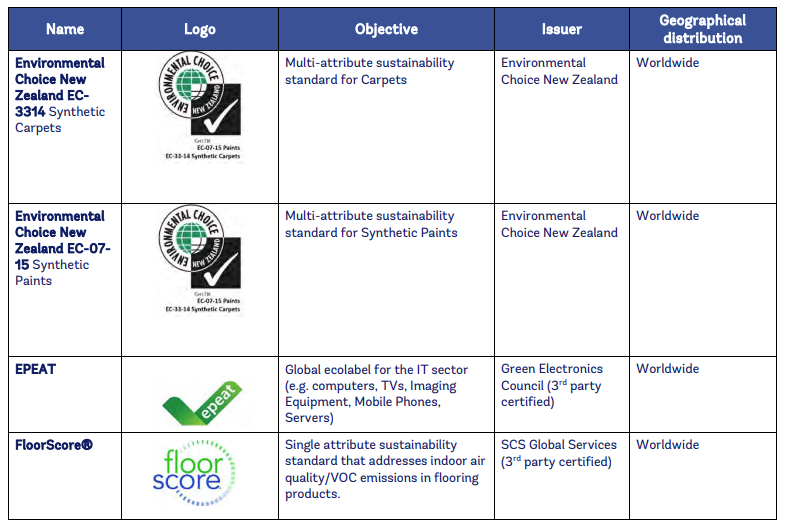 Name
Logo
Objective
Issuer
Geographical
distribution
Environmental
Choice New
Zealand EC-
3314 Synthetic
Carpets
ENVIRONMENTAL CHOICE
NEW ZEALAND
EC-07-15 Paints
EC-33-14 Synthetic Carpets
Multi-attribute sustainability
standard for Carpets
Environmental
Choice New Zealand
Worldwide
Environmental
Choice New
Zealand EC-07-
15 Synthetic
Paints
ENVIRONMENTAL CHOICE
NEW ZEALAND
EC-07-15 Paints
EC-33-14 Synthetic Carpets
Multi-attribute sustainability
standard for Synthetic Paints
Environmental
Choice New Zealand
Worldwide
EPEAT
epeat
Global ecolabel for the IT sector
(e.g. computers, TVs, Imaging
Equipment, Mobile Phones,
Servers)
Green Electronics
Council (3rd party
certified)
Worldwide
FloorScore®
floor
score
Single attribute sustainability
standard that addresses indoor air
quality/VOC emissions in flooring
products.
SCS Global Services
(3rd party certified)
Worldwide